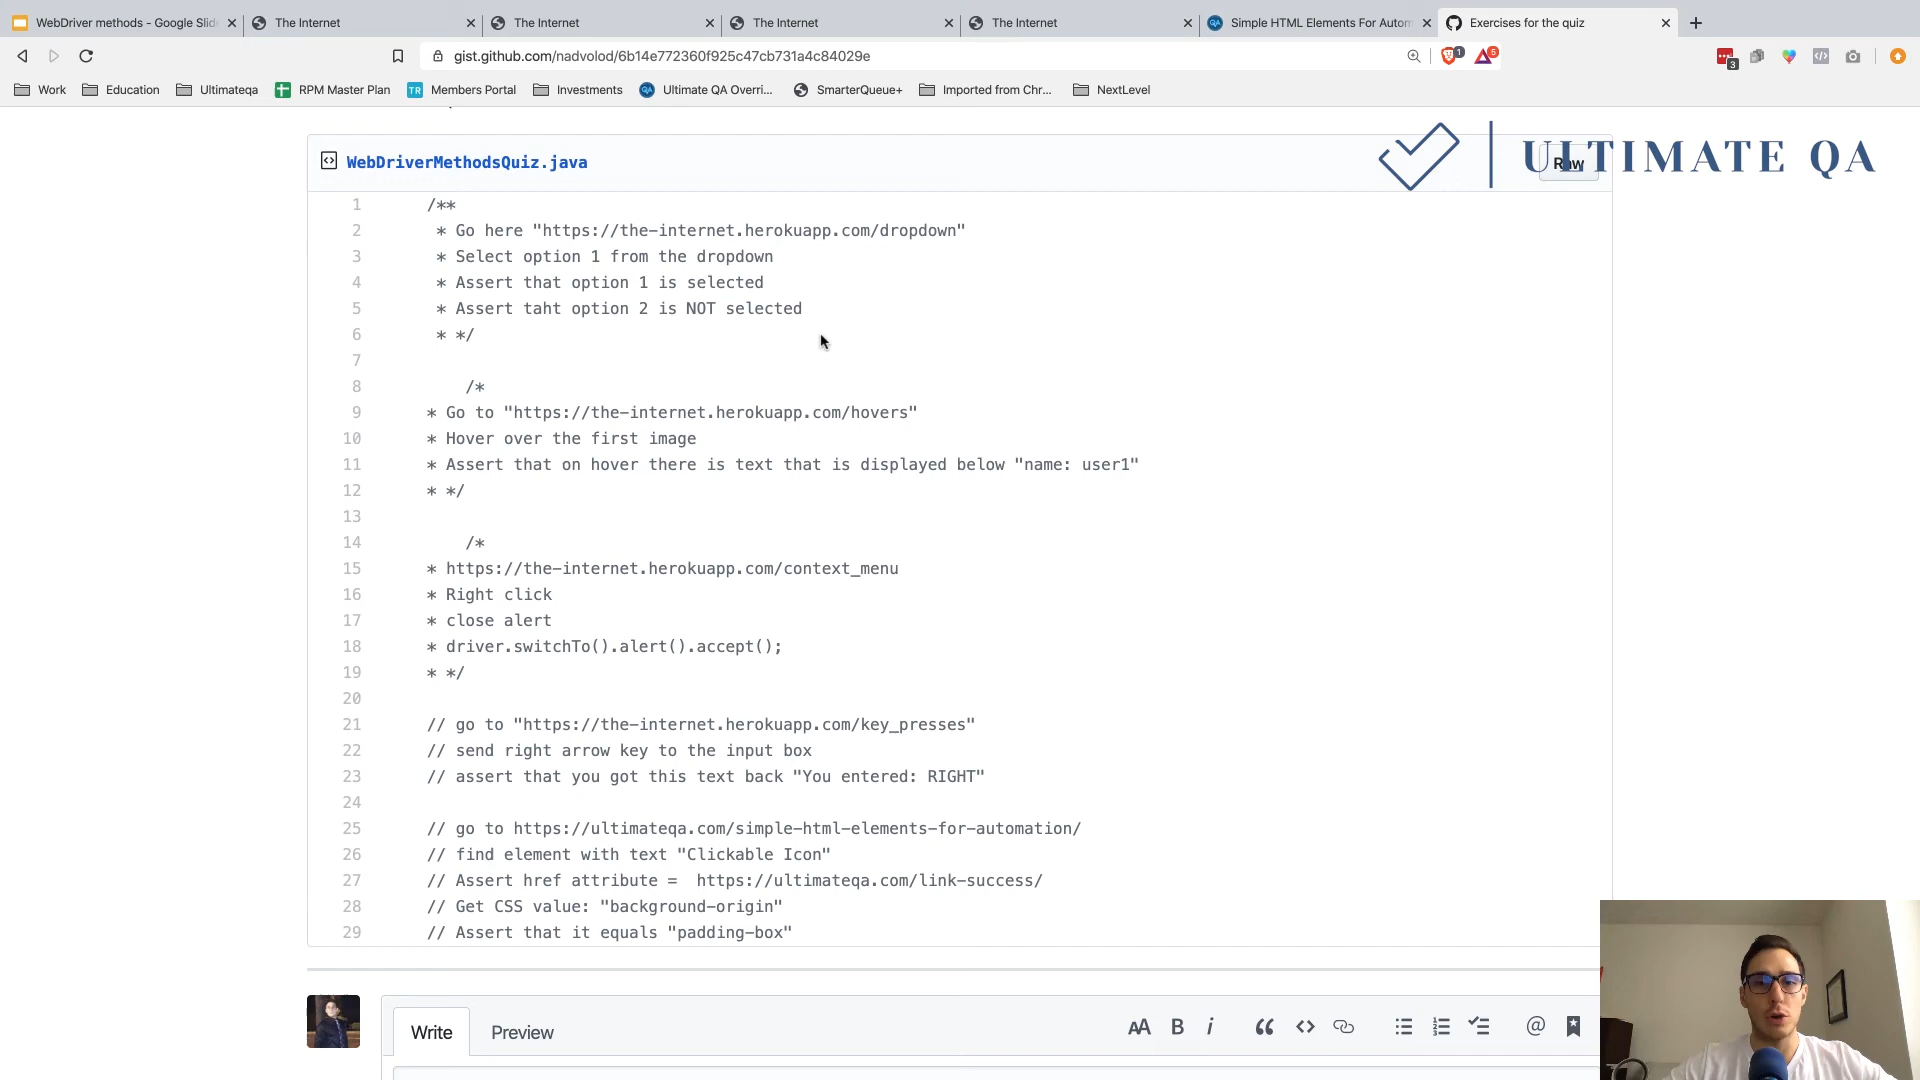 WebDriver methods - Google Slid
The Internet
The Internet
The Internet
The Internet
Simple HTML Elements For Autom
Exercises for the quiz
gist.github.com/nadvolod/6b14e772360f925c47cb731a4c84029e
1
5
3
Work
Education
Ultimateqa
RPM Master Plan
TR
Members Portal
Investments
QA
Ultimate QA Overri...
SmarterQueue+
Imported from Chr...
NextLevel
WebDriverMethodsQuiz.java
Raw
ULTIMATE QA
1 /**
2 * Go here "https://the-internet.herokuapp.com/dropdown"
3 * Select option 1 from the dropdown
4 * Assert that option 1 is selected
5 * Assert taht option 2 is NOT selected
6 * */
7
8 /*
9 * Go to "https://the-internet.herokuapp.com/hovers"
10 * Hover over the first image
11 * Assert that on hover there is text that is displayed below "name: user1"
12 * */
13
14 /*
15 * https://the-internet.herokuapp.com/context_menu
16 * Right click
17 * close alert
18 * driver.switchTo().alert().accept();
19 * */
20
21 // go to "https://the-internet.herokuapp.com/key_presses"
22 // send right arrow key to the input box
23 // assert that you got this text back "You entered: RIGHT"
24
25 // go to https://ultimateqa.com/simple-html-elements-for-automation/
26 // find element with text "Clickable Icon"
27 // Assert href attribute =  https://ultimateqa.com/link-success/
28 // Get CSS value: "background-origin"
29 // Assert that it equals "padding-box"
Write
Preview
AA B i